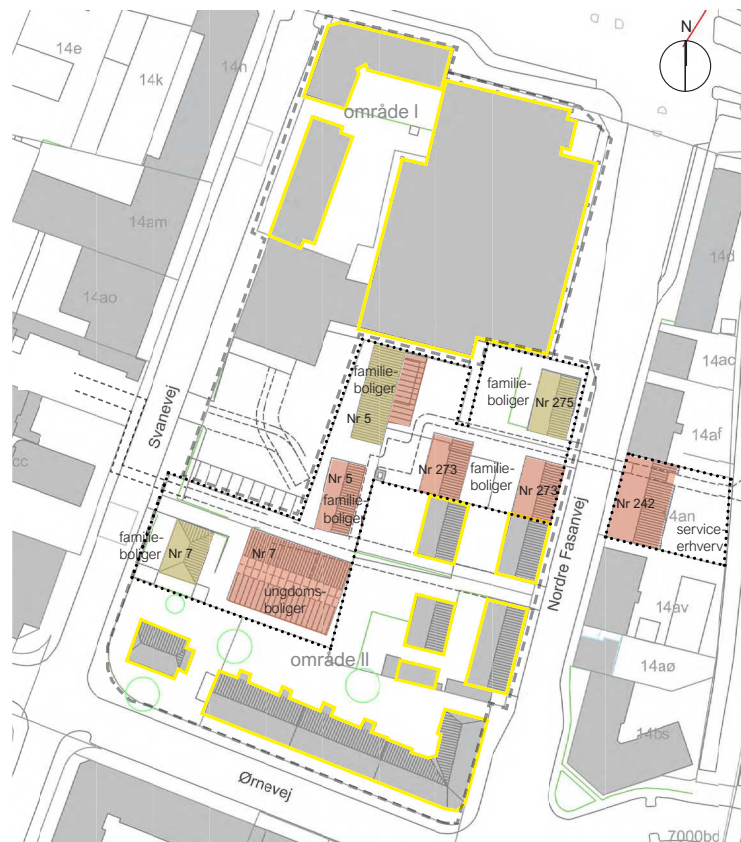 N
14e
14k
14n
område I
14am
14ao
14d
14ac
14af
familie-
boliger
Nr 5
familie-
boliger
Nr 275
Svanevej
cc
Nr 273
familie-
boliger
Nr 273
Nr 5
familie-
boliger
Nr 242
14an
service-
erhverv
familie-
boliger
Nr 7
Nr 7
ungdoms-
boliger
Nordre Fasanvej
14av
14aø
område II
14bs
Ørnevej
7000bd